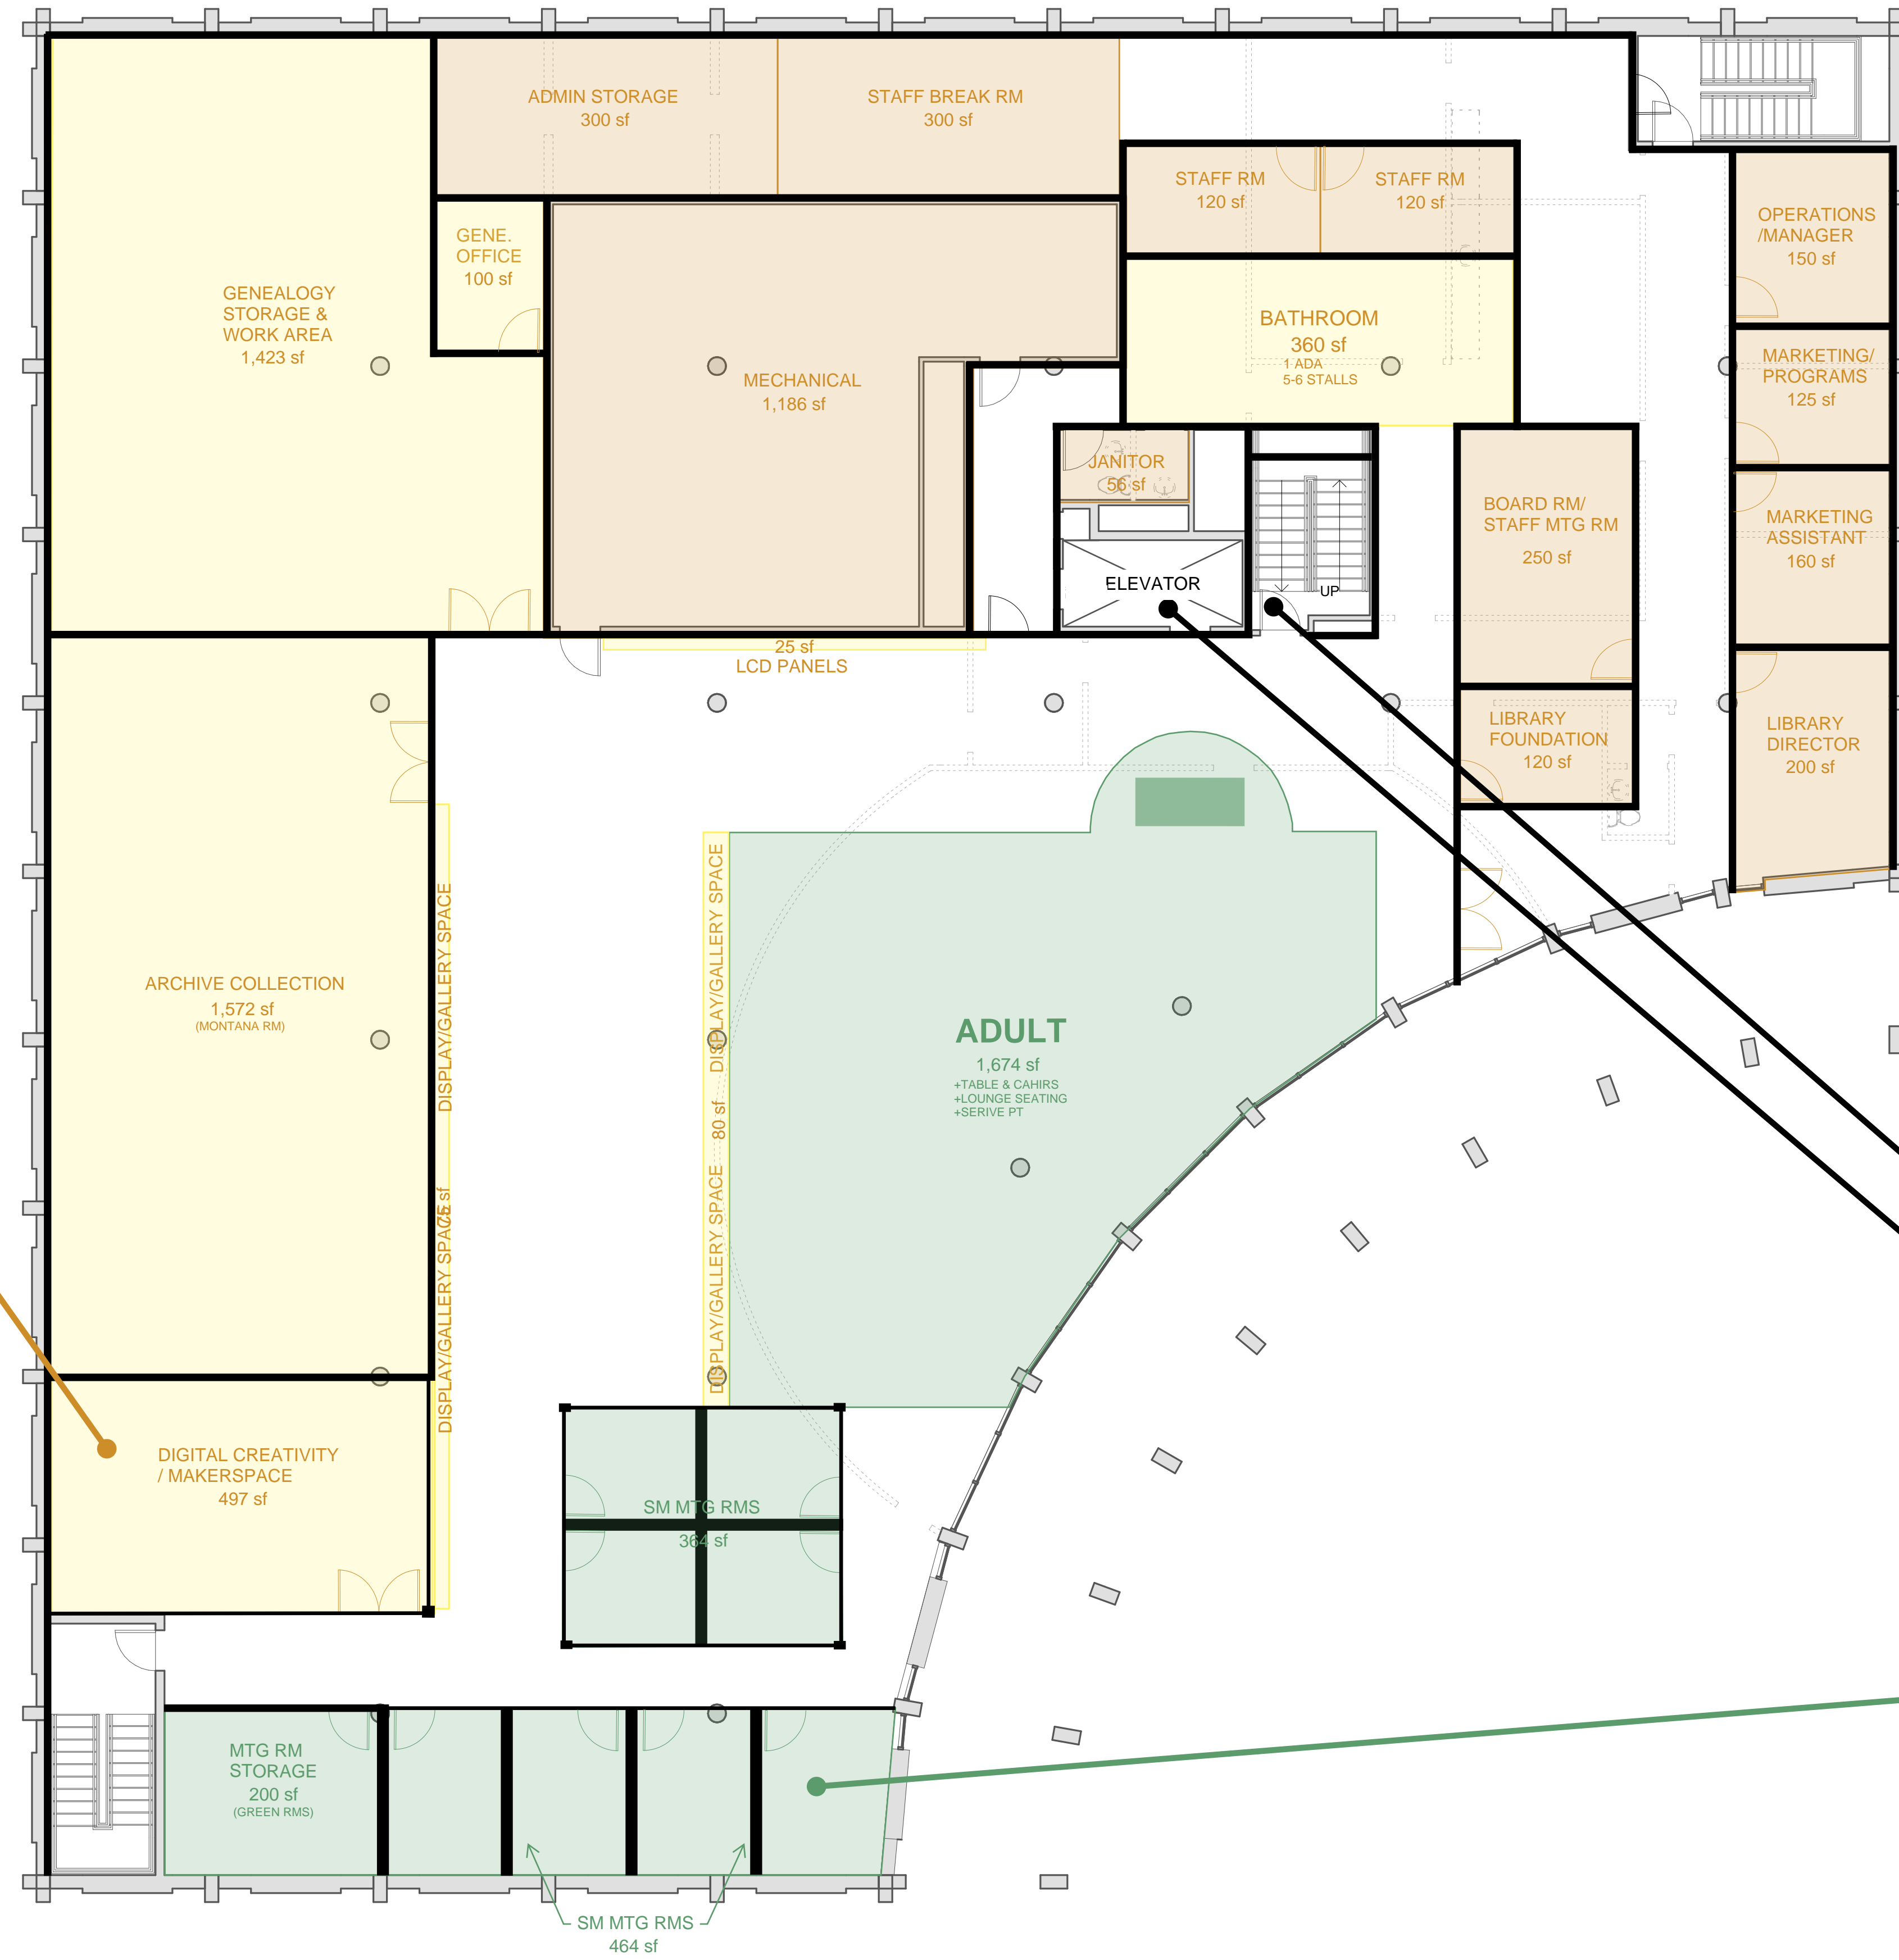 ADMIN STORAGE
300 sf
STAFF BREAK RM
300 sf
STAFF RM
120 sf
STAFF RM
120 sf
OPERATIONS
/MANAGER
150 sf
GENE.
OFFICE
100 sf
GENEALOGY
STORAGE &
WORK AREA
1,423 sf
BATHROOM
360 sf
1 ADA
5-6 STALLS
MECHANICAL
1,186 sf
MARKETING/
PROGRAMS
125 sf
JANITOR
56 sf
BOARD RM/
STAFF MTG RM
250 sf
MARKETING
ASSISTANT
160 sf
ELEVATOR
UP
25 sf
LCD PANELS
LIBRARY
FOUNDATION
120 sf
LIBRARY
DIRECTOR
200 sf
ARCHIVE COLLECTION
1,572 sf
(MONTANA RM)
DISPLAY/GALLERY SPACE
75 sf
DISPLAY/GALLERY SPACE
DISPLAY/GALLERY SPACE
80 sf
DISPLAY/GALLERY SPACE
ADULT
1,674 sf
+TABLE & CAHIRS
+LOUNGE SEATING
+SERIVE PT
DIGITAL CREATIVITY
/ MAKERSPACE
497 sf
SM MTG RMS
364 sf
MTG RM
STORAGE
200 sf
(GREEN RMS)
SM MTG RMS
464 sf